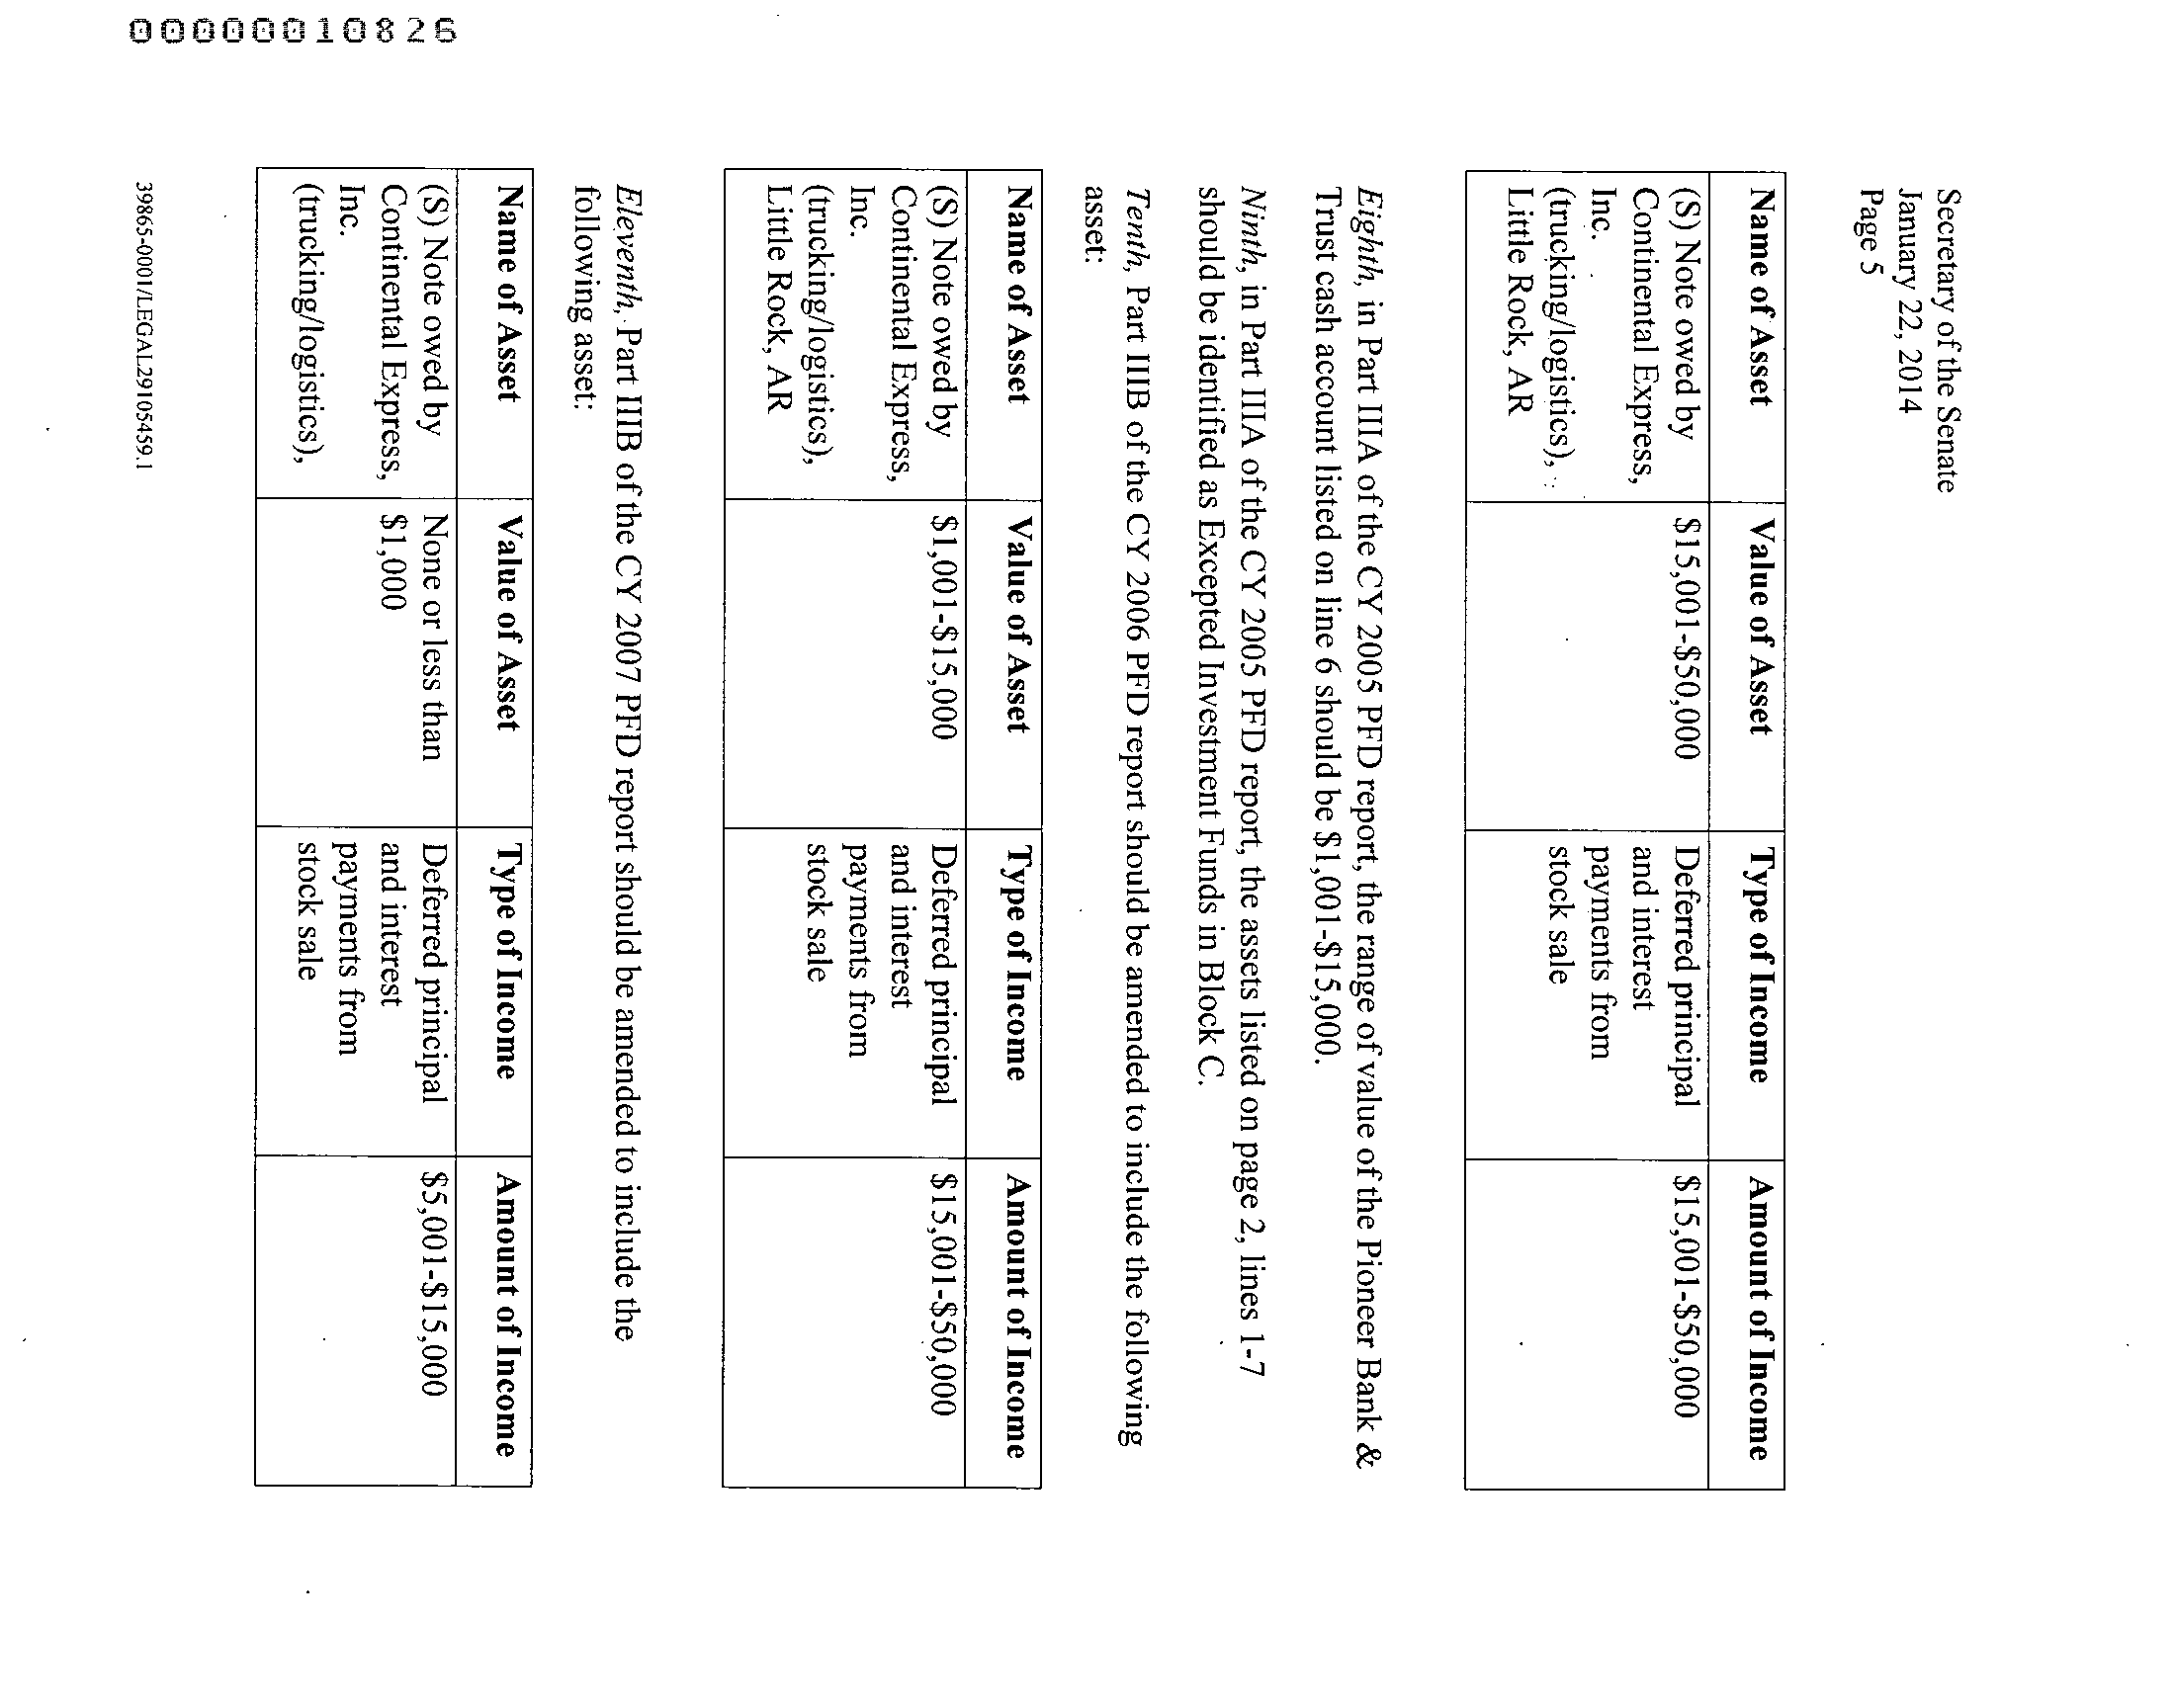 Secretary of the Senate
January 22, 2014
Page 5
Name of Asset Value of Asset Type of Income Amount of Income
(S) Note owed by $15,001-$50,000 Deferred principal $15,001-$50,000
Continental Express, and interest
Inc. payments from
(trucking/logistics), stock sale
Little Rock, AR
Eighth, in Part IIIA of the CY 2005 PFD report, the range of value of the Pioneer Bank &
Trust cash account listed on line 6 should be $1,001-$15,000.
Ninth, in Part IIIA of the CY 2005 PFD report, the assets listed on page 2, lines 1-7
should be identified as Excepted Investment Funds in Block C.
Tenth, Part IIIB of the CY 2006 PFD report should be amended to include the following
asset:
Name of Asset Value of Asset Type of Income Amount of Income
(S) Note owed by $1,001-$15,000 Deferred principal $15,001-$50,000
Continental Express, and interest
Inc. payments from
(trucking/logistics), stock sale
Little Rock, AR
Eleventh, Part IIIB of the CY 2007 PFD report should be amended to include the
following asset:
Name of Asset Value of Asset Type of Income Amount of Income
(S) Note owed by None or less than Deferred principal $5,001-$15,000
Continental Express, $1,000 and interest
Inc. payments from
(trucking/logistics), stock sale
39865-0001/LEGAL29105459.1
00000010826